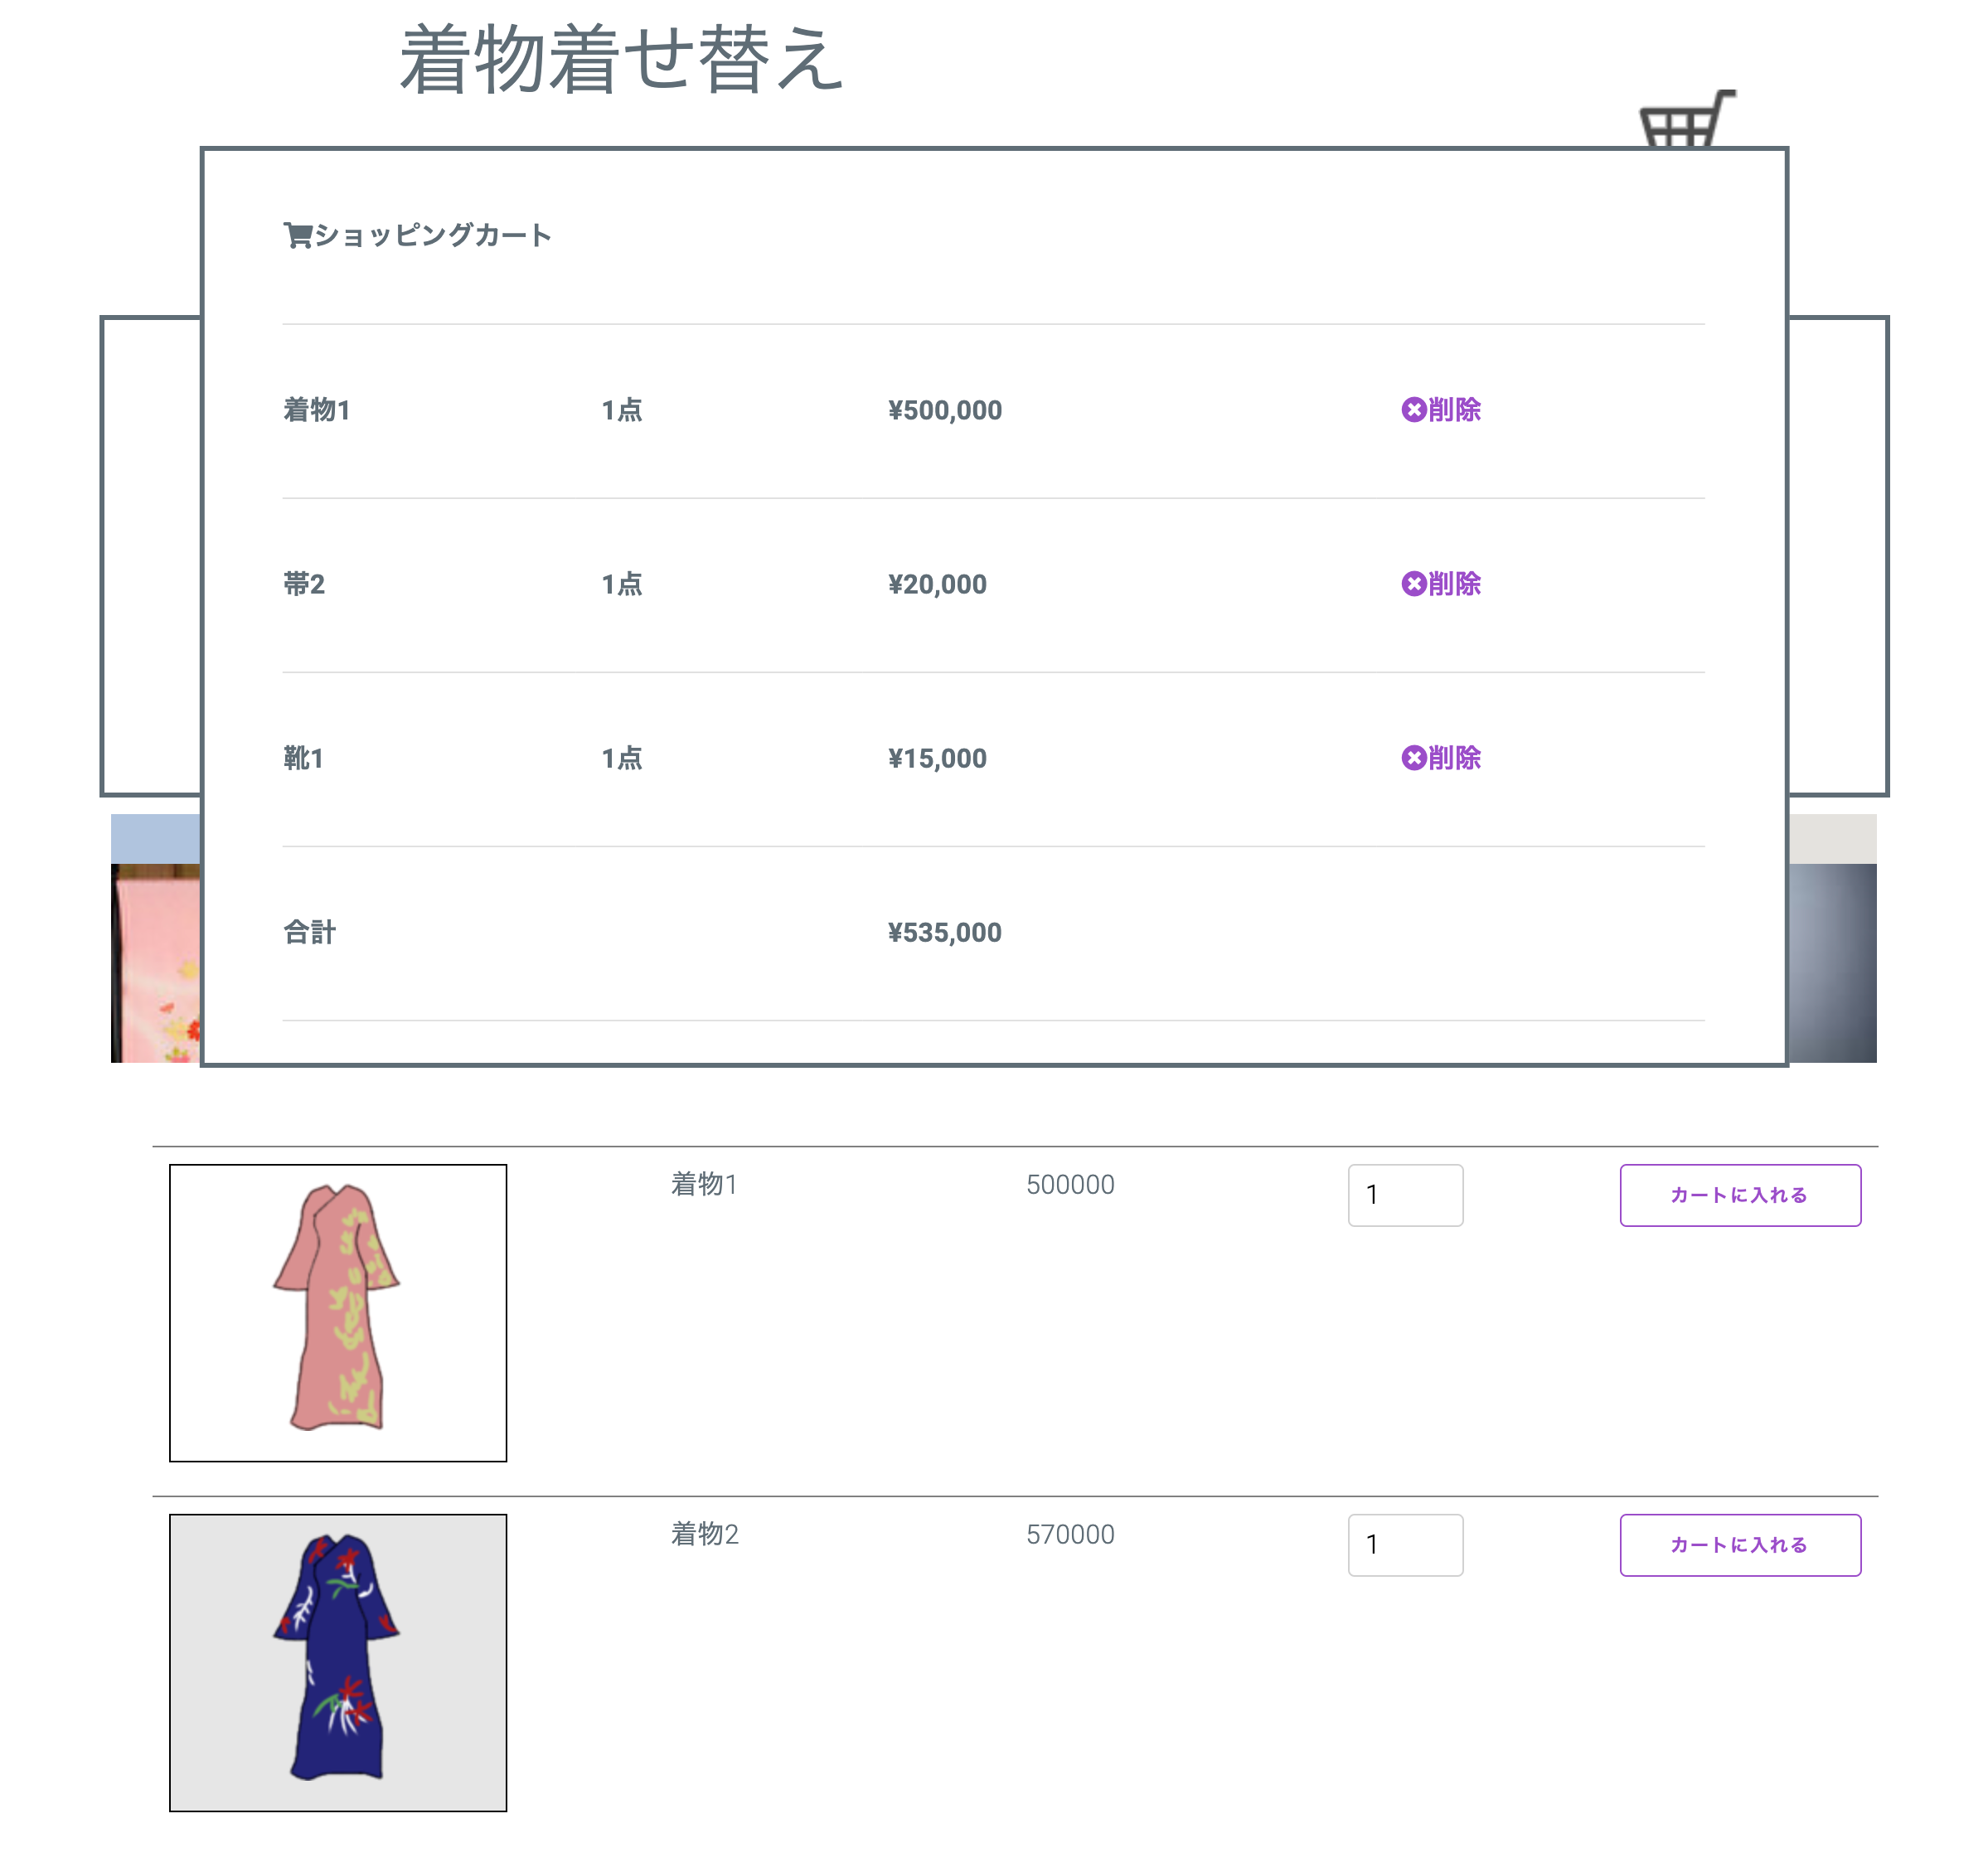 着物着せ替え
ショッピングカート
着物1 1点 ¥500,000 削除
帯2 1点 ¥20,000 削除
靴1 1点 ¥15,000 削除
合計 ¥535,000
着物1 500000 1 カートに入れる
着物2 570000 1 カートに入れる